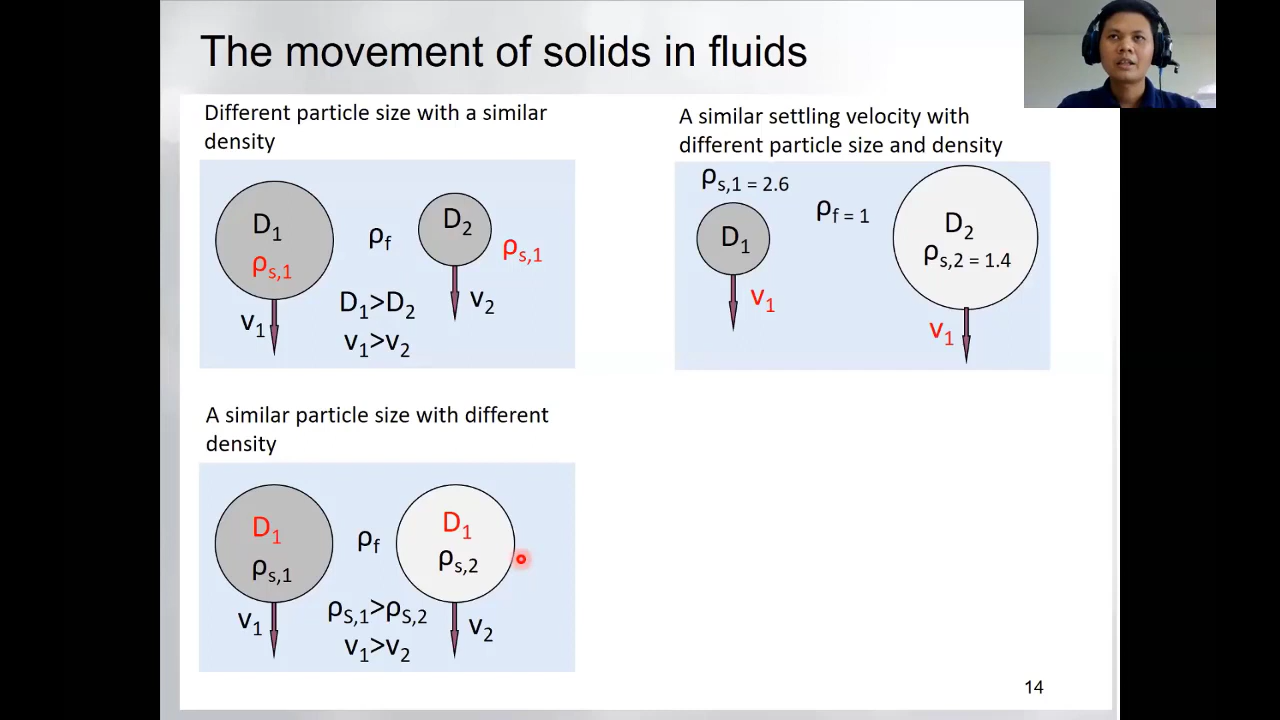 The movement of solids in fluids
Different particle size with a similar
density
D₁
ρs,1
ρf
D₂
ρs,1
D₁>D₂
v₁>v₂
v₁
v₂
A similar settling velocity with
different particle size and density
ρs,1 = 2.6
ρf = 1
D₁
D₂
ρs,2 = 1.4
v₁
v₁
A similar particle size with different
density
D₁
ρs,1
ρf
D₁
ρs,2
ρS,1>ρS,2
v₁>v₂
v₁
v₂
14